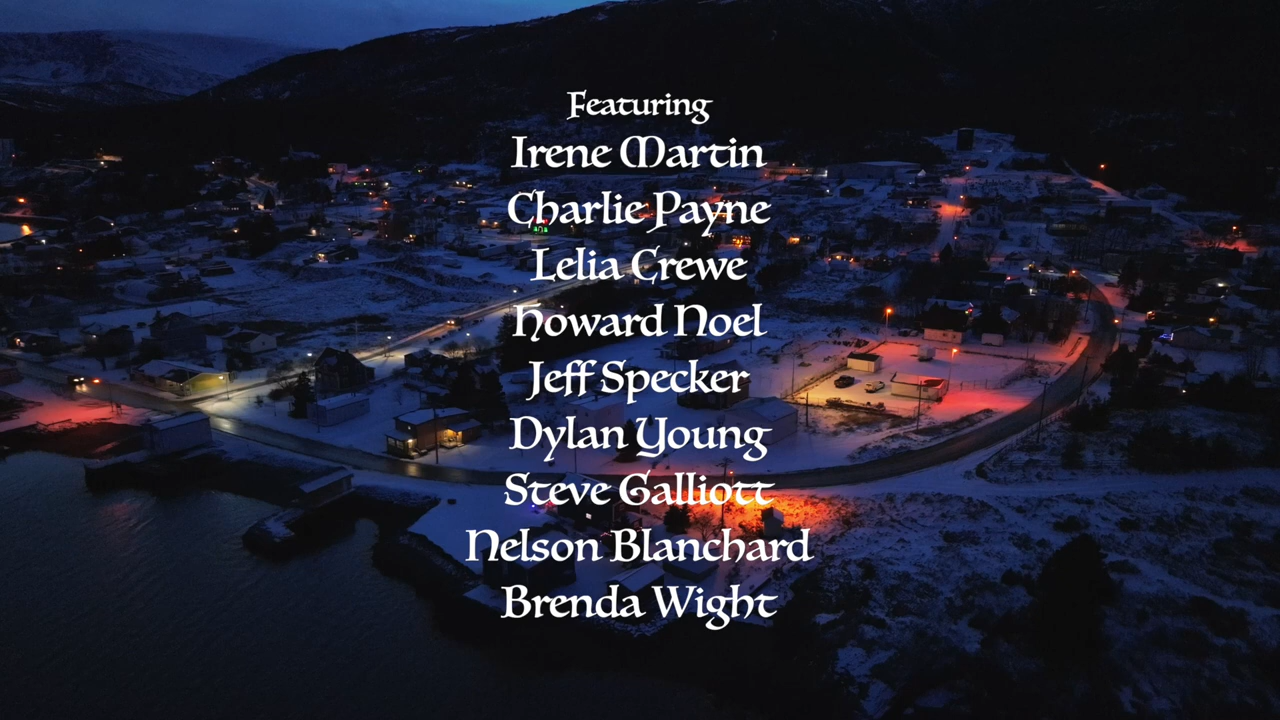 Featuring
Irene Martin
Charlie Payne
Lelia Crewe
Howard Noel
Jeff Specker
Dylan Young
Steve Galliott
Nelson Blanchard
Brenda Wight